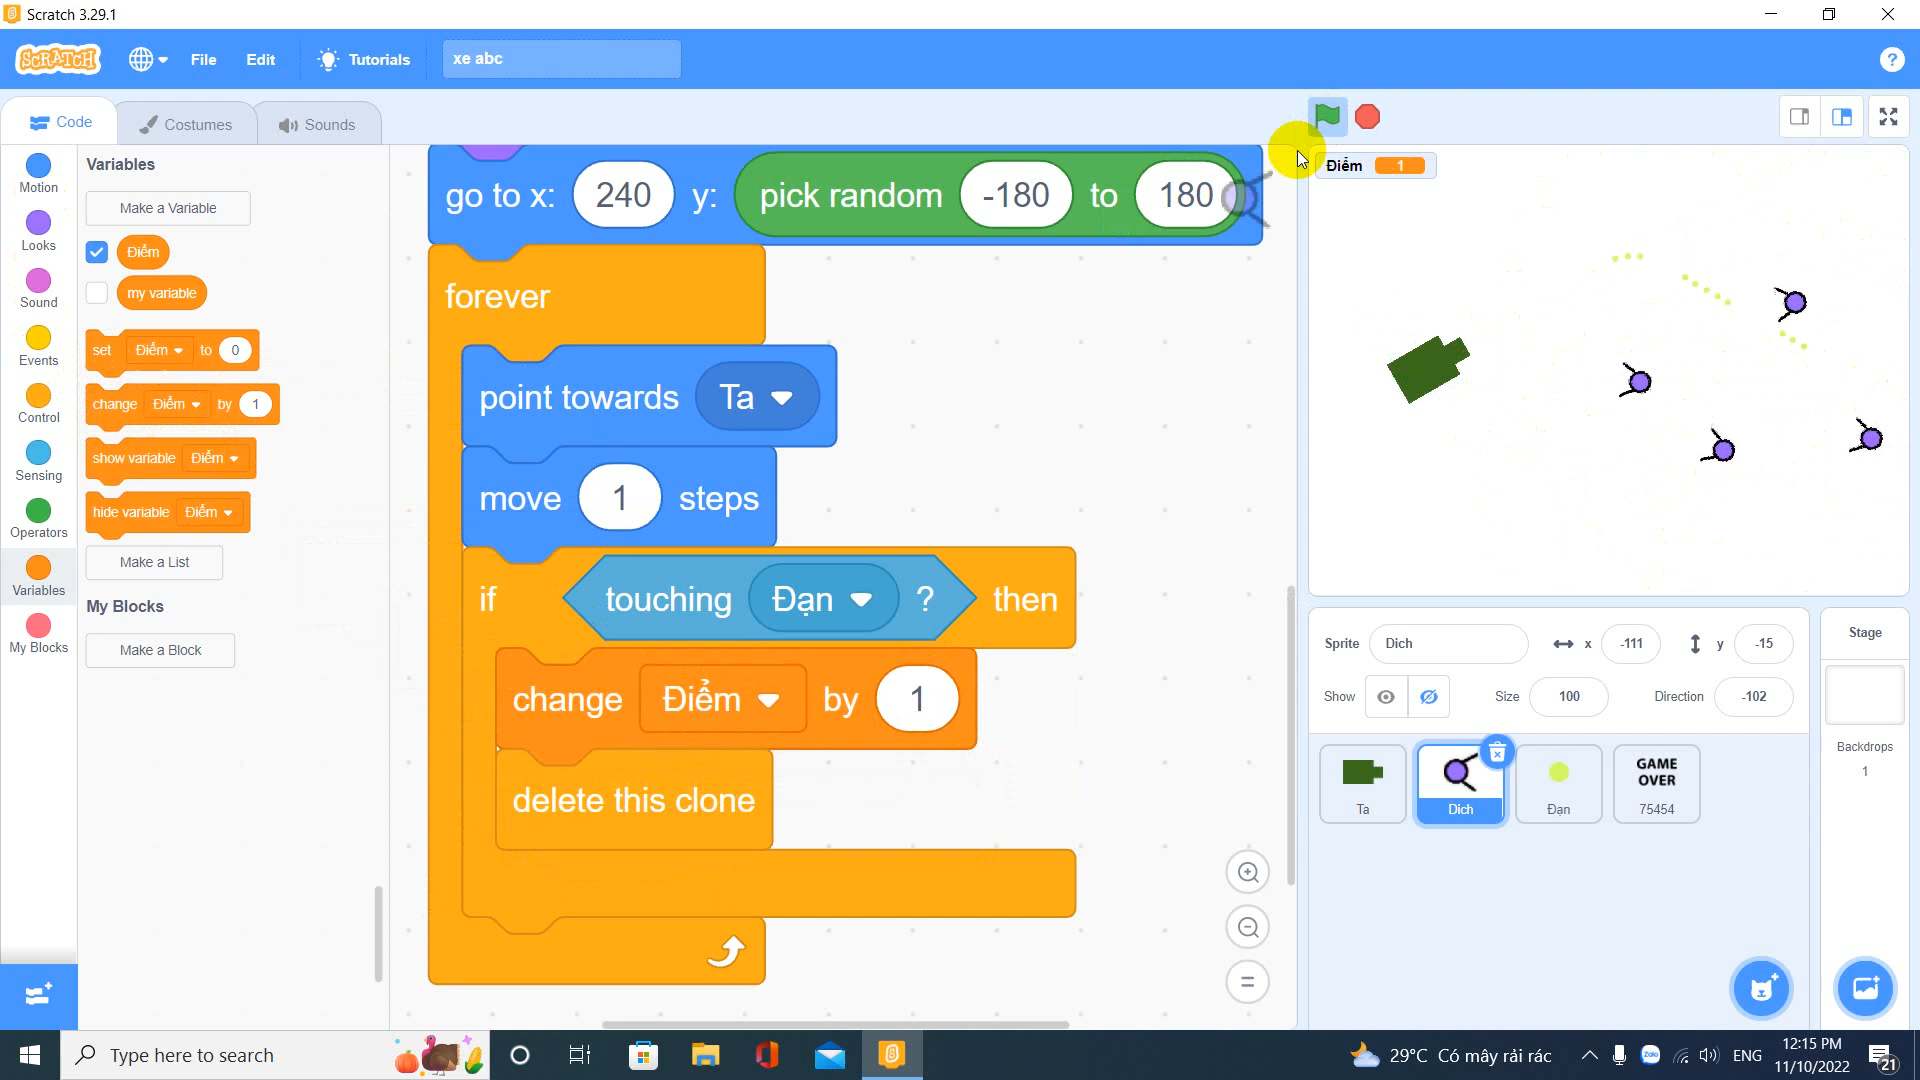 Scratch 3.29.1
SCRATCH
File
Edit
Tutorials
xe abc
?
Code
Costumes
Sounds
Motion
Looks
Sound
Events
Control
Sensing
Operators
Variables
My Blocks
Variables
Make a Variable
Điểm
my variable
set Điểm to 0
change Điểm by 1
show variable Điểm
hide variable Điểm
Make a List
My Blocks
Make a Block
go to x: 240 y: pick random -180 to 180
forever
point towards Ta
move 1 steps
if touching Đạn ? then
change Điểm by 1
delete this clone
Điểm 1
Sprite Dich x -111 y -15
Show Size 100 Direction -102
Ta
Dich
Đạn
GAME
OVER
75454
Stage
Backdrops
1
Type here to search
Zalo
29°C Có mây rải rác
ENG
12:15 PM
11/10/2022
21